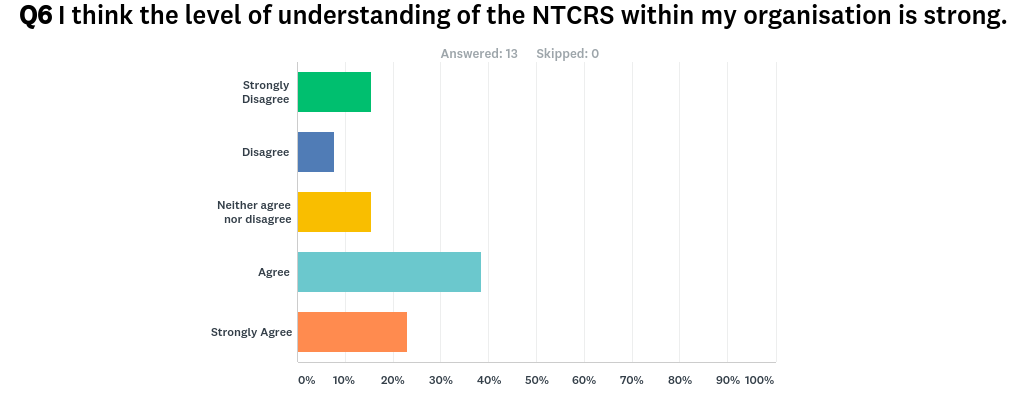 Q6 I think the level of understanding of the NTCRS within my organisation is strong.
Answered: 13 Skipped: 0
Strongly
Disagree
Disagree
Neither agree
nor disagree
Agree
Strongly Agree
0% 10% 20% 30% 40% 50% 60% 70% 80% 90% 100%